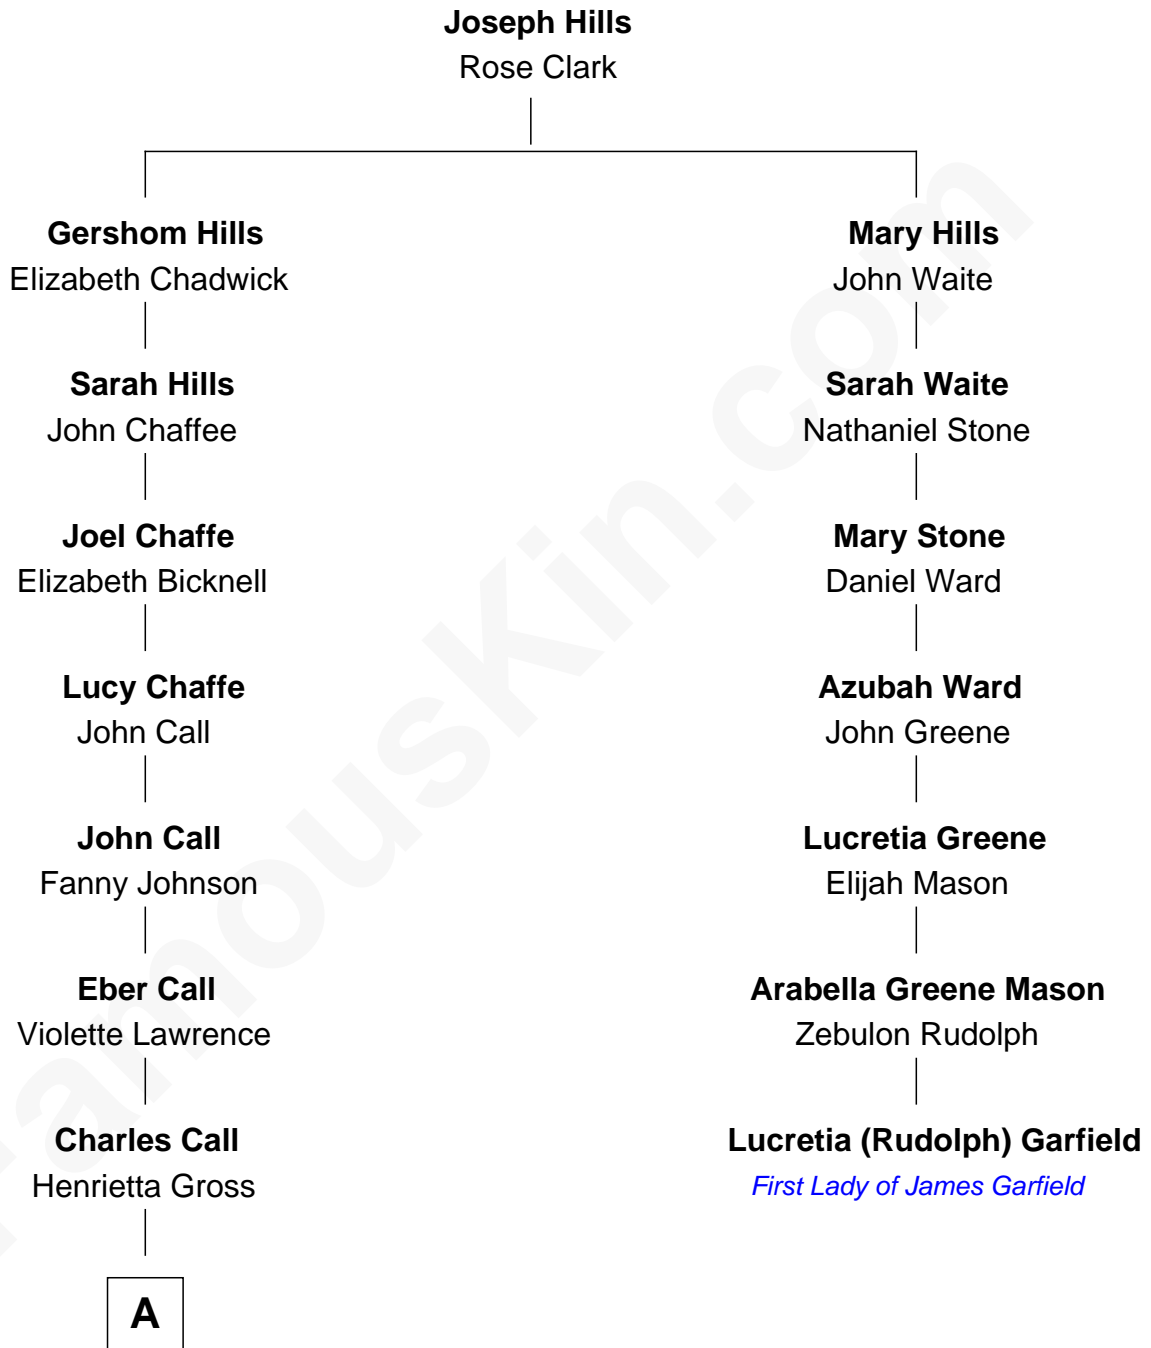 Joseph Hills
Rose Clark
Gershom Hills
Elizabeth Chadwick
Mary Hills
John Waite
Sarah Hills
John Chaffee
Sarah Waite
Nathaniel Stone
Joel Chaffe
Elizabeth Bicknell
Mary Stone
Daniel Ward
Lucy Chaffe
John Call
Azubah Ward
John Greene
John Call
Fanny Johnson
Lucretia Greene
Elijah Mason
Eber Call
Violette Lawrence
Arabella Greene Mason
Zebulon Rudolph
Charles Call
Henrietta Gross
Lucretia (Rudolph) Garfield
First Lady of James Garfield
A
FamousKin.com